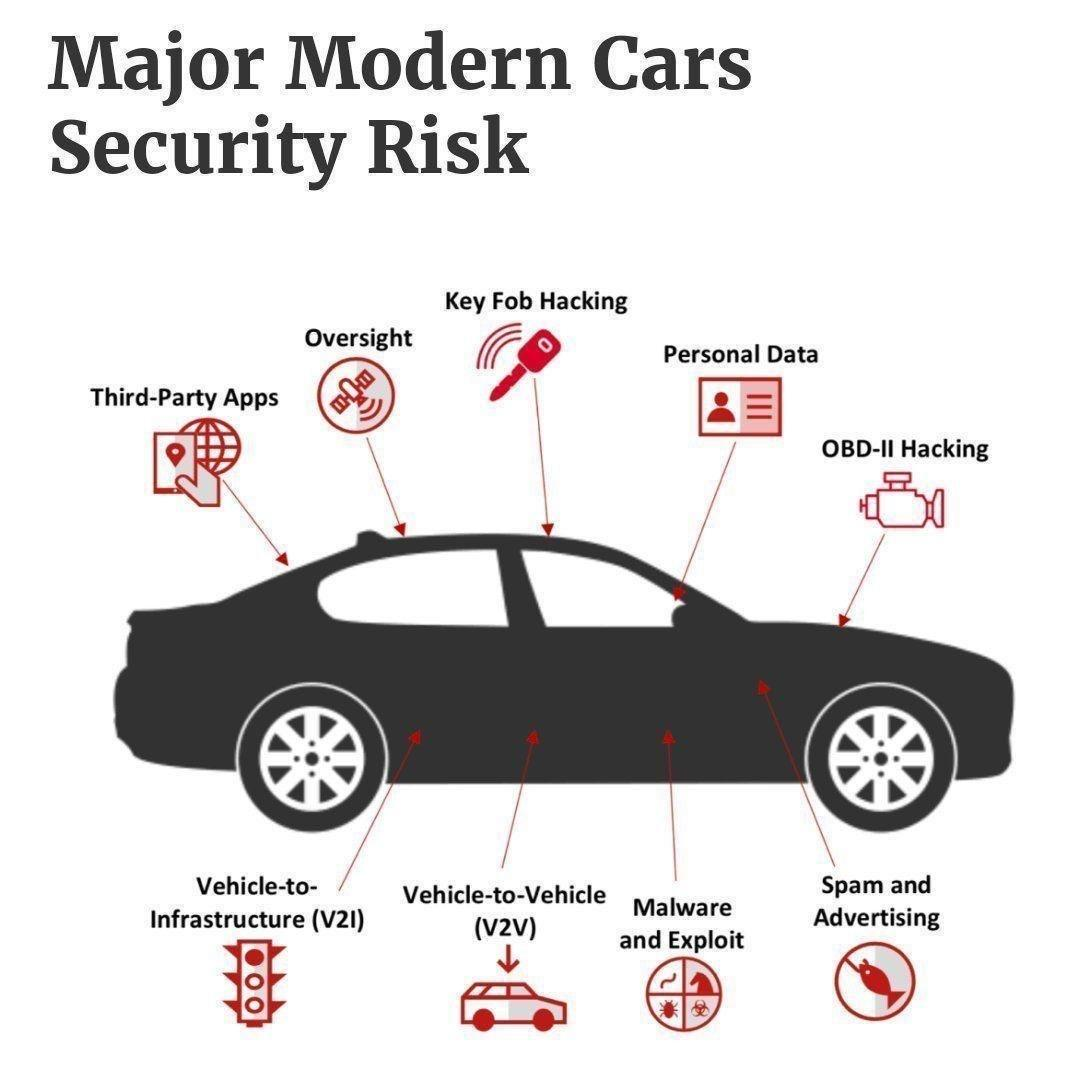 Major Modern Cars
Security Risk
Key Fob Hacking
Oversight
Personal Data
Third-Party Apps
OBD-II Hacking
Vehicle-to-
Infrastructure (V2I)
Vehicle-to-Vehicle
(V2V)
Malware
and Exploit
Spam and
Advertising